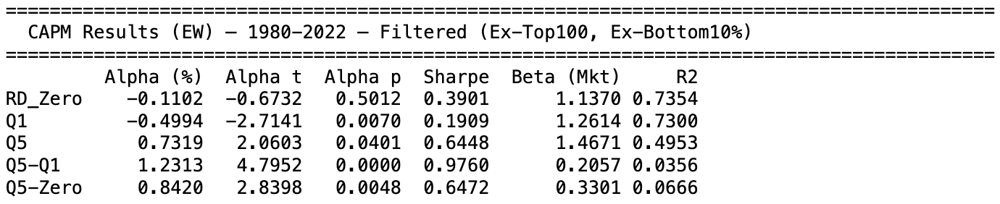 ===========================================================================================
  CAPM Results (EW) — 1980-2022 — Filtered (Ex-Top100, Ex-Bottom10%)
===========================================================================================
         Alpha (%)  Alpha t  Alpha p  Sharpe  Beta (Mkt)     R2
RD_Zero    -0.1102  -0.6732   0.5012  0.3901      1.1370 0.7354
Q1         -0.4994  -2.7141   0.0070  0.1909      1.2614 0.7300
Q5          0.7319   2.0603   0.0401  0.6448      1.4671 0.4953
Q5-Q1       1.2313   4.7952   0.0000  0.9760      0.2057 0.0356
Q5-Zero     0.8420   2.8398   0.0048  0.6472      0.3301 0.0666